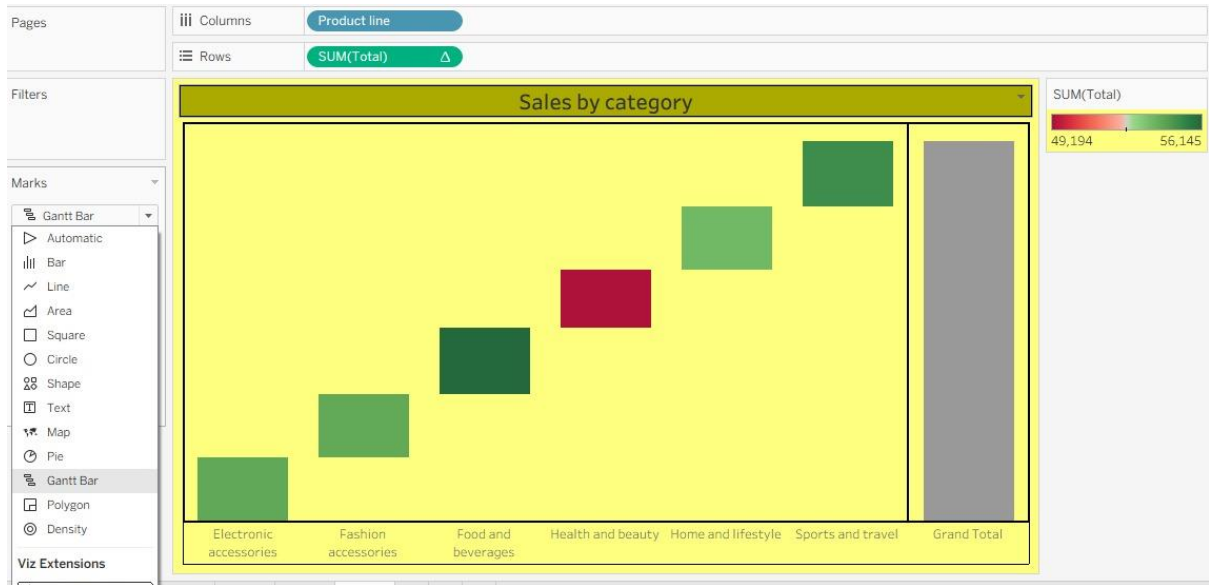 Pages
Columns
Product line
Rows
SUM(Total) Δ
Filters
Sales by category
SUM(Total)
49,194 56,145
Marks
Gantt Bar
Automatic
Bar
Line
Area
Square
Circle
Shape
Text
Map
Pie
Gantt Bar
Polygon
Density
Viz Extensions
Electronic
accessories
Fashion
accessories
Food and
beverages
Health and beauty
Home and lifestyle
Sports and travel
Grand Total